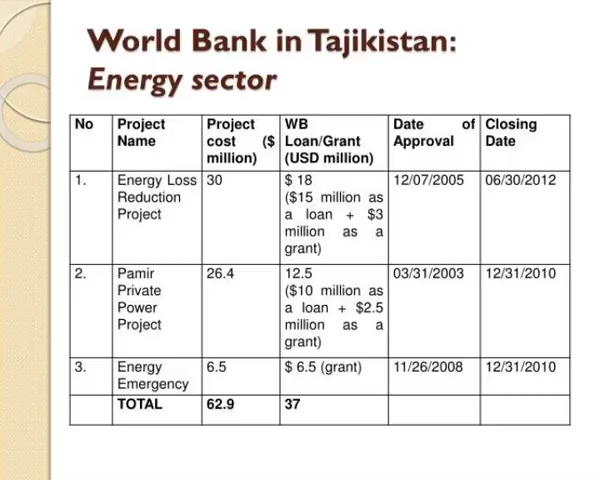 World Bank in Tajikistan:
Energy sector
No
Project
Name
Project
cost ($
million)
WB
Loan/Grant
(USD million)
Date of
Approval
Closing
Date
1.
Energy Loss
Reduction
Project
30
$ 18
($15 million as
a loan + $3
million as a
grant)
12/07/2005
06/30/2012
2.
Pamir
Private
Power
Project
26.4
12.5
($10 million as
a loan + $2.5
million as a
grant)
03/31/2003
12/31/2010
3.
Energy
Emergency
6.5
$ 6.5 (grant)
11/26/2008
12/31/2010
TOTAL
62.9
37